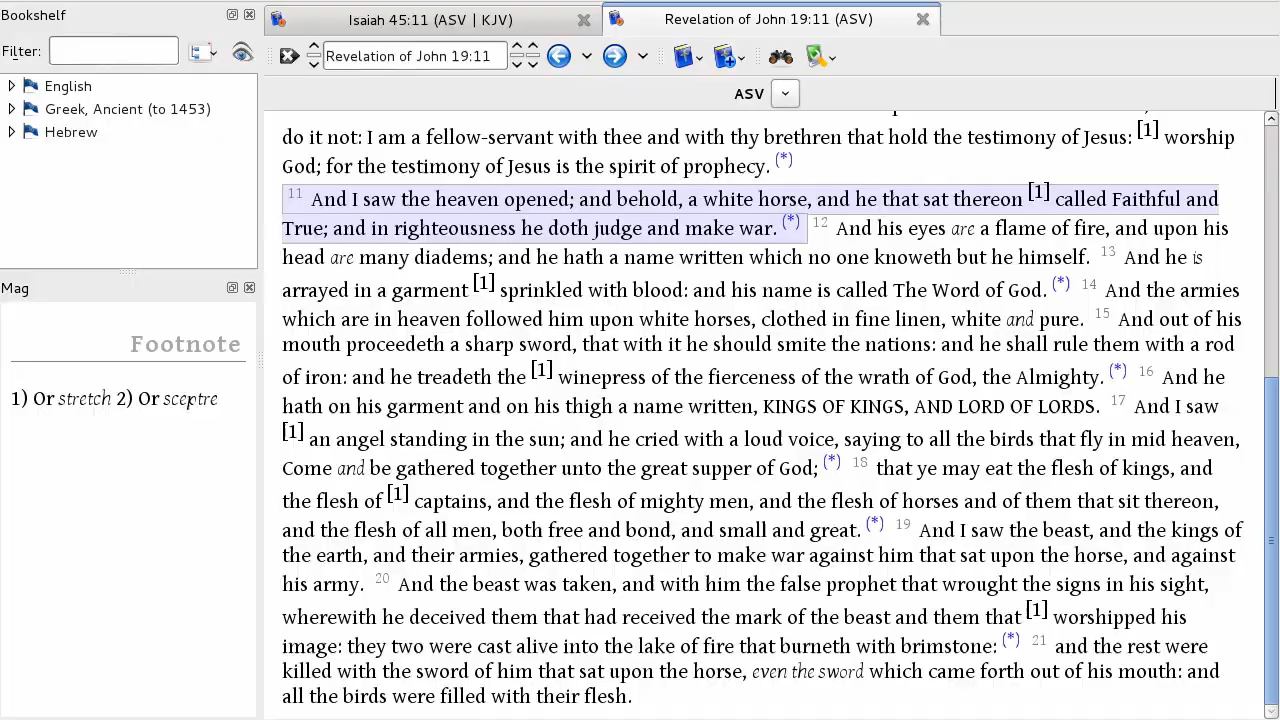 Bookshelf
Filter:
English
Greek, Ancient (to 1453)
Hebrew
Mag
Footnote
1) Or stretch 2) Or sceptre
Isaiah 45:11 (ASV | KJV)
Revelation of John 19:11 (ASV)
Revelation of John 19:11
ASV
do it not: I am a fellow-servant with thee and with thy brethren that hold the testimony of Jesus: [1] worship
God; for the testimony of Jesus is the spirit of prophecy. (*)
11 And I saw the heaven opened; and behold, a white horse, and he that sat thereon [1] called Faithful and
True; and in righteousness he doth judge and make war. (*) 12 And his eyes are a flame of fire, and upon his
head are many diadems; and he hath a name written which no one knoweth but he himself. 13 And he is
arrayed in a garment [1] sprinkled with blood: and his name is called The Word of God. (*) 14 And the armies
which are in heaven followed him upon white horses, clothed in fine linen, white and pure. 15 And out of his
mouth proceedeth a sharp sword, that with it he should smite the nations: and he shall rule them with a rod
of iron: and he treadeth the [1] winepress of the fierceness of the wrath of God, the Almighty. (*) 16 And he
hath on his garment and on his thigh a name written, KINGS OF KINGS, AND LORD OF LORDS. 17 And I saw
[1] an angel standing in the sun; and he cried with a loud voice, saying to all the birds that fly in mid heaven,
Come and be gathered together unto the great supper of God; (*) 18 that ye may eat the flesh of kings, and
the flesh of [1] captains, and the flesh of mighty men, and the flesh of horses and of them that sit thereon,
and the flesh of all men, both free and bond, and small and great. (*) 19 And I saw the beast, and the kings of
the earth, and their armies, gathered together to make war against him that sat upon the horse, and against
his army. 20 And the beast was taken, and with him the false prophet that wrought the signs in his sight,
wherewith he deceived them that had received the mark of the beast and them that [1] worshipped his
image: they two were cast alive into the lake of fire that burneth with brimstone: (*) 21 and the rest were
killed with the sword of him that sat upon the horse, even the sword which came forth out of his mouth: and
all the birds were filled with their flesh.